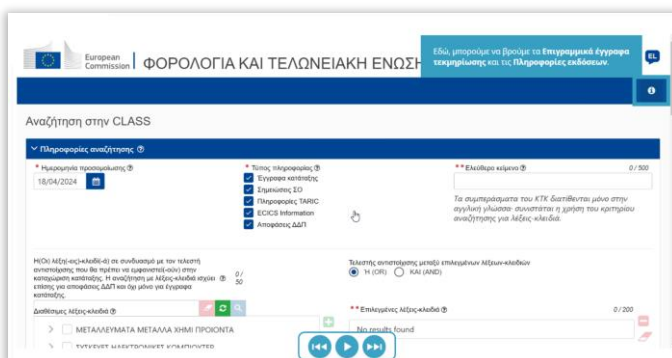 Εδώ, μπορούμε να βρούμε τα Επιγραμμικά έγγραφα
τεκμηρίωσης και τις Πληροφορίες εκδόσεων.
EL
European
Commission
ΦΟΡΟΛΟΓΙΑ ΚΑΙ ΤΕΛΩΝΕΙΑΚΗ ΕΝΩΣΗ
Αναζήτηση στην CLASS
Πληροφορίες αναζήτησης
* Ημερομηνία προσομοίωσης
18/04/2024
* Τύπος πληροφορίας
Έγγραφα κατάταξης
Σημειώσεις ΣΟ
Πληροφορίες TARIC
ECICS Information
Αποφάσεις ΔΔΠ
** Ελεύθερο κείμενο
0 / 500
Τα συμπεράσματα του ΚΤΚ διατίθενται μόνο στην
αγγλική γλώσσα· συνιστάται η χρήση του κριτηρίου
αναζήτησης για λέξεις-κλειδιά.
Η(Οι) λέξη(-εις)-κλειδί(-ά) σε συνδυασμό με τον τελεστή
αντιστοίχισης που θα πρέπει να εμφανιστεί(-ούν) στην
καταχώριση κατάταξης. Η αναζήτηση με λέξεις-κλειδιά ισχύει
επίσης για αποφάσεις ΔΔΠ και όχι μόνο για έγγραφα
κατάταξης.
0 /
50
Τελεστής αντιστοίχισης μεταξύ επιλεγμένων λέξεων-κλειδιών
Ή (OR)
ΚΑΙ (AND)
Διαθέσιμες λέξεις-κλειδιά
** Επιλεγμένες λέξεις-κλειδιά
0 / 200
ΜΕΤΑΛΛΕΥΜΑΤΑ ΜΕΤΑΛΛΑ ΧΗΜΙ ΠΡΟΙΟΝΤΑ
No results found
ΣΥΣΚΕΥΕΣ ΗΛΕΚΤΡΟΝΙΚΕΣ ΚΟΜΠΙΟΥΤΕΡ